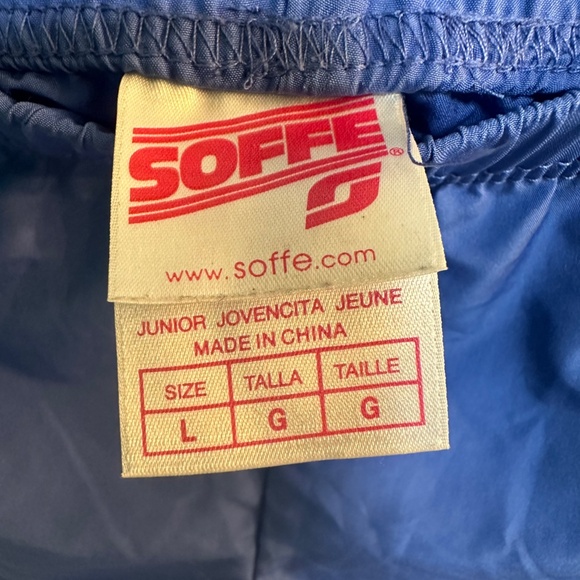 SOFFE
®
www.soffe.com
JUNIOR JOVENCITA JEUNE
MADE IN CHINA
SIZE TALLA TAILLE
L G G